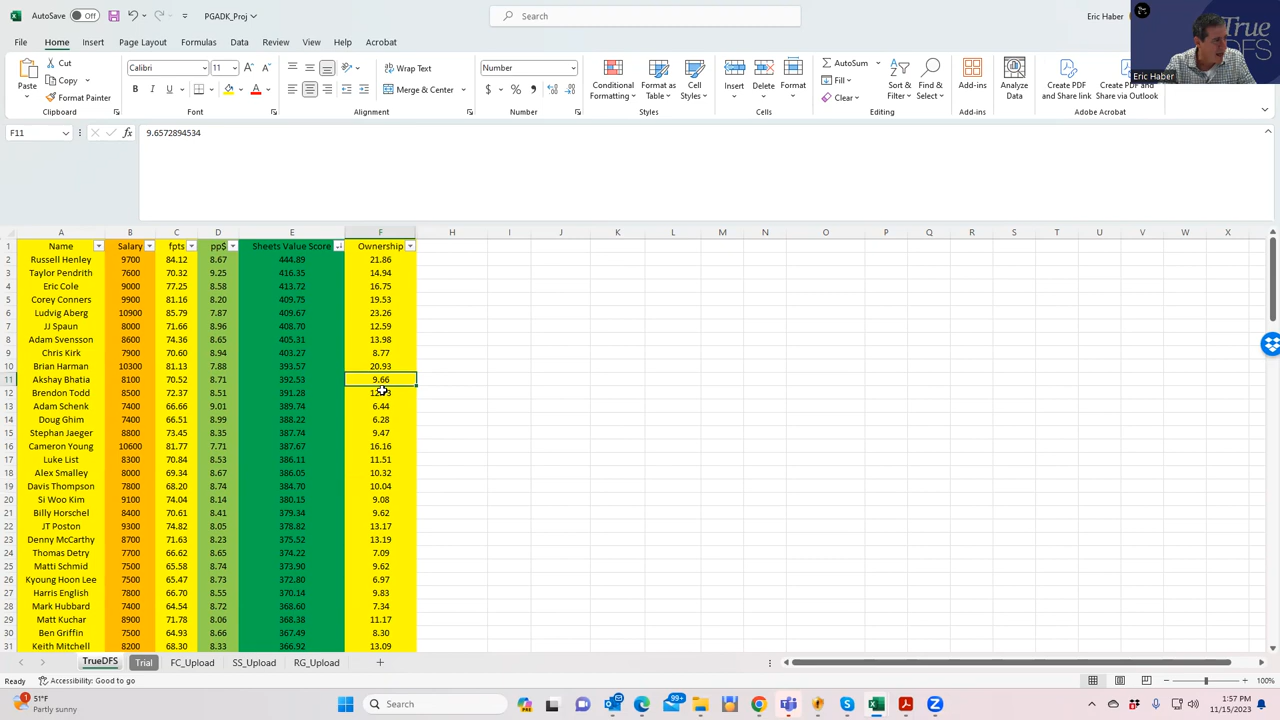 AutoSave Off PGADK_Proj Search Eric Haber
File Home Insert Page Layout Formulas Data Review View Help Acrobat
Paste Cut Copy Format Painter Clipboard
Calibri 11 B I U A Font
Wrap Text Merge & Center Alignment
Number $ % Number
Conditional Formatting Format as Table Cell Styles Styles
Insert Delete Format Cells
AutoSum Fill Clear Sort & Filter Find & Select Editing
Add-ins Add-ins
Analyze Data
Create PDF and Share link Create PDF and Share via Outlook Adobe Acrobat
True DFS
Eric Haber
F11 fx 9.6572894534
A B C D E F H I J K L M N O P Q R S T U V W X
1 Name Salary fpts pp$ Sheets Value Score Ownership
2 Russell Henley 9700 84.12 8.67 444.89 21.86
3 Taylor Pendrith 7600 70.32 9.25 416.35 14.94
4 Eric Cole 9000 77.25 8.58 413.72 16.75
5 Corey Conners 9900 81.16 8.20 409.75 19.53
6 Ludvig Aberg 10900 85.79 7.87 409.67 23.26
7 JJ Spaun 8000 71.66 8.96 408.70 12.59
8 Adam Svensson 8600 74.36 8.65 405.31 13.98
9 Chris Kirk 7900 70.60 8.94 403.27 8.77
10 Brian Harman 10300 81.13 7.88 393.57 20.93
11 Akshay Bhatia 8100 70.52 8.71 392.53 9.66
12 Brendon Todd 8500 72.37 8.51 391.28
13 Adam Schenk 7400 66.66 9.01 389.74 6.44
14 Doug Ghim 7400 66.51 8.99 388.22 6.28
15 Stephan Jaeger 8800 73.45 8.35 387.74 9.47
16 Cameron Young 10600 81.77 7.71 387.67 16.16
17 Luke List 8300 70.84 8.53 386.11 11.51
18 Alex Smalley 8000 69.34 8.67 386.05 10.32
19 Davis Thompson 7800 68.20 8.74 384.70 10.04
20 Si Woo Kim 9100 74.04 8.14 380.15 9.08
21 Billy Horschel 8400 70.61 8.41 379.34 9.62
22 JT Poston 9300 74.82 8.05 378.82 13.17
23 Denny McCarthy 8700 71.63 8.23 375.52 13.19
24 Thomas Detry 7700 66.62 8.65 374.22 7.09
25 Matti Schmid 7500 65.58 8.74 373.90 9.62
26 Kyoung Hoon Lee 7500 65.47 8.73 372.80 6.97
27 Harris English 7800 66.70 8.55 370.14 9.83
28 Mark Hubbard 7400 64.54 8.72 368.60 7.34
29 Matt Kuchar 8900 71.78 8.06 368.38 11.17
30 Ben Griffin 7500 64.93 8.66 367.49 8.30
31 Keith Mitchell 8200 68.30 8.33 366.92 13.09
TrueDFS Trial FC_Upload SS_Upload RG_Upload
Ready Accessibility: Good to go 100%
51°F
Partly sunny
Search 99+ 1:57 PM
11/15/2023